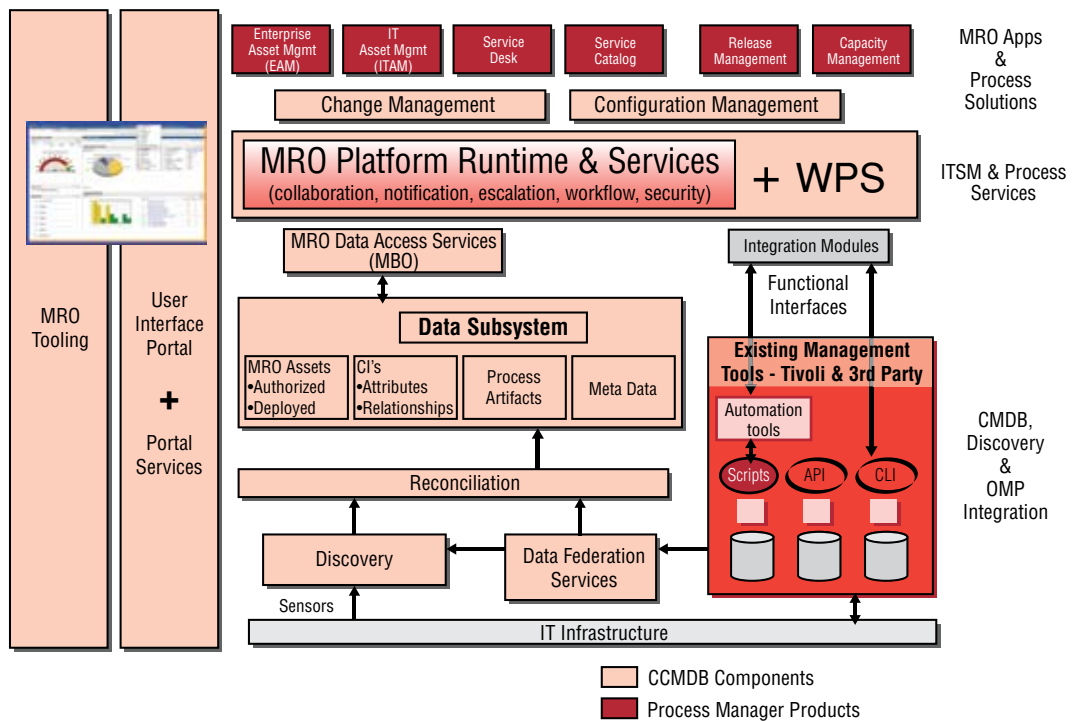 Enterprise
Asset Mgmt
(EAM)
IT
Asset Mgmt
(ITAM)
Service
Desk
Service
Catalog
Release
Management
Capacity
Management
MRO Apps
&
Process
Solutions
Change Management
Configuration Management
MRO Platform Runtime & Services
(collaboration, notification, escalation, workflow, security)
+ WPS
ITSM & Process
Services
MRO Data Access Services
(MBO)
Integration Modules
Functional
Interfaces
MRO
Tooling
User
Interface
Portal
+
Portal
Services
Data Subsystem
MRO Assets
•Authorized
•Deployed
CI's
•Attributes
•Relationships
Process
Artifacts
Meta Data
Existing Management
Tools - Tivoli & 3rd Party
Automation
tools
Scripts
API
CLI
CMDB,
Discovery
&
OMP
Integration
Reconciliation
Discovery
Data Federation
Services
Sensors
IT Infrastructure
CCMDB Components
Process Manager Products